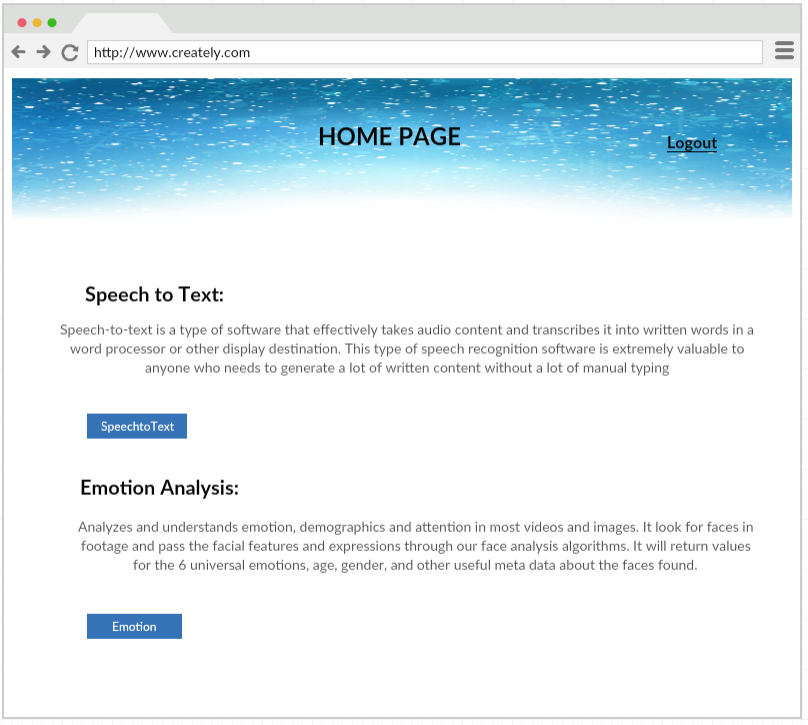 http://www.creately.com
HOME PAGE
Logout
Speech to Text:
Speech-to-text is a type of software that effectively takes audio content and transcribes it into written words in a
word processor or other display destination. This type of speech recognition software is extremely valuable to
anyone who needs to generate a lot of written content without a lot of manual typing
SpeechtoText
Emotion Analysis:
Analyzes and understands emotion, demographics and attention in most videos and images. It look for faces in
footage and pass the facial features and expressions through our face analysis algorithms. It will return values
for the 6 universal emotions, age, gender, and other useful meta data about the faces found.
Emotion